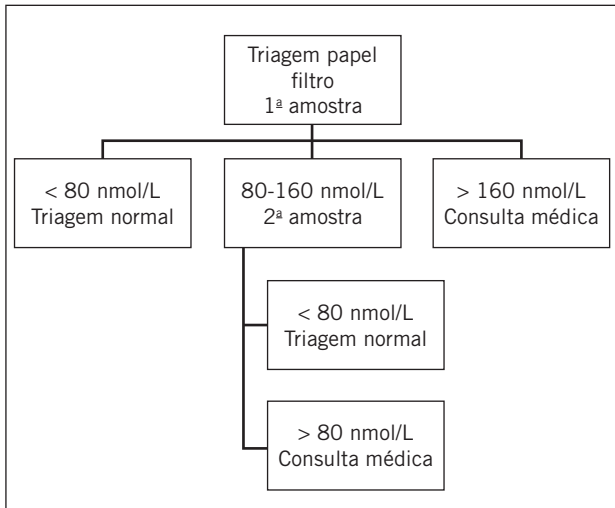 Triagem papel
filtro
1ª amostra
< 80 nmol/L
Triagem normal
80-160 nmol/L
2ª amostra
> 160 nmol/L
Consulta médica
< 80 nmol/L
Triagem normal
> 80 nmol/L
Consulta médica